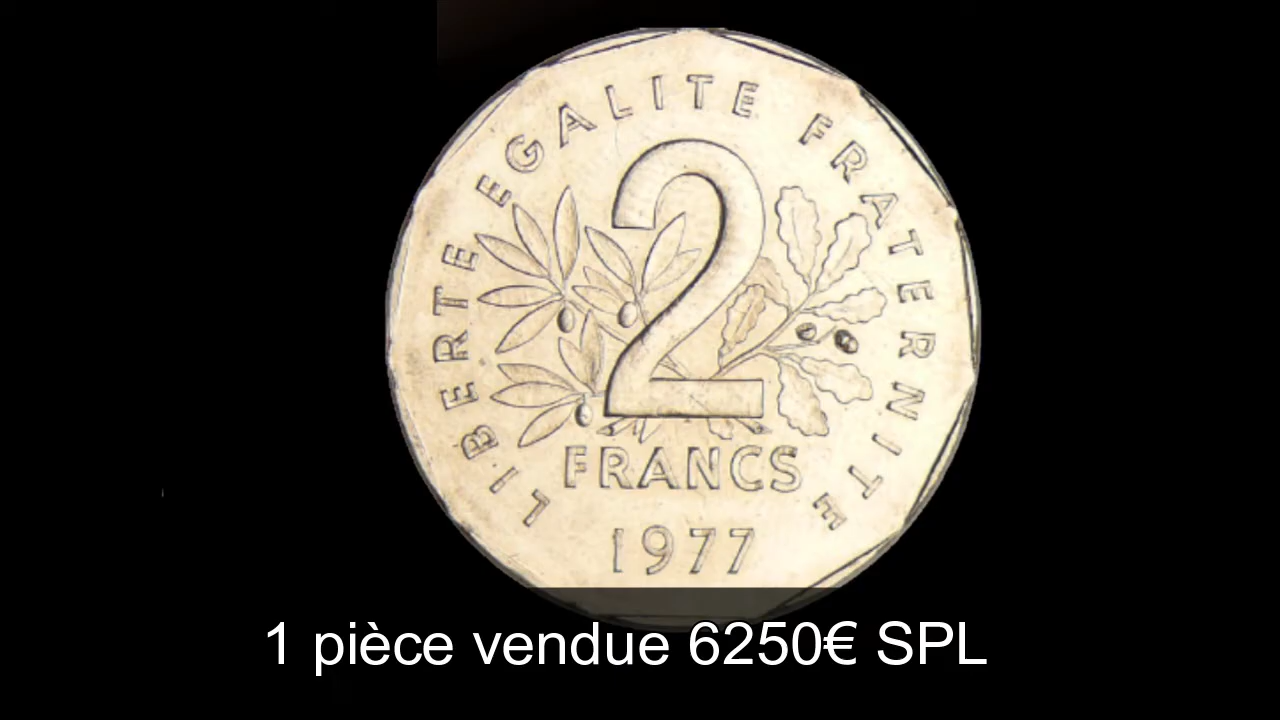 LIBERTE EGALITE FRATERNITE
2
FRANCS
1977
1 pièce vendue 6250€ SPL